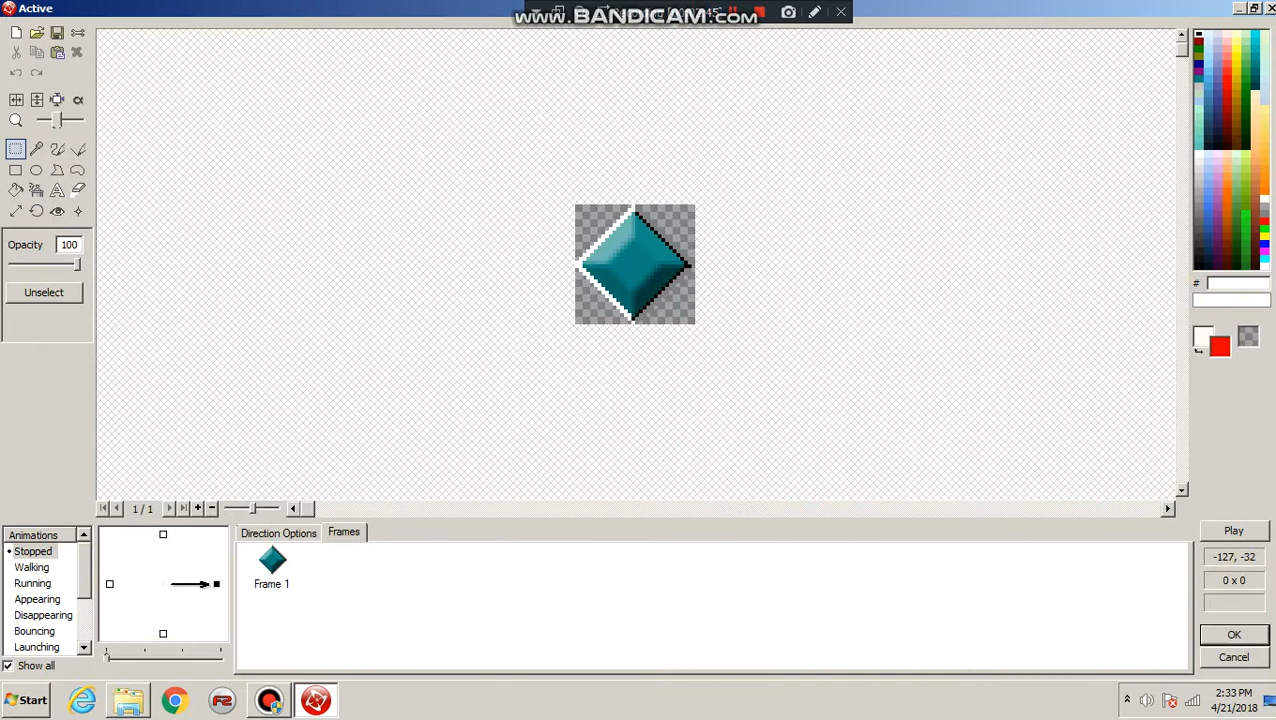 Active
www.BANDICAM.com
Opacity 100
Unselect
#
1 / 1
Animations
Stopped
Walking
Running
Appearing
Disappearing
Bouncing
Launching
Show all
Direction Options
Frames
Frame 1
Play
-127, -32
0 x 0
OK
Cancel
Start
2:33 PM
4/21/2018